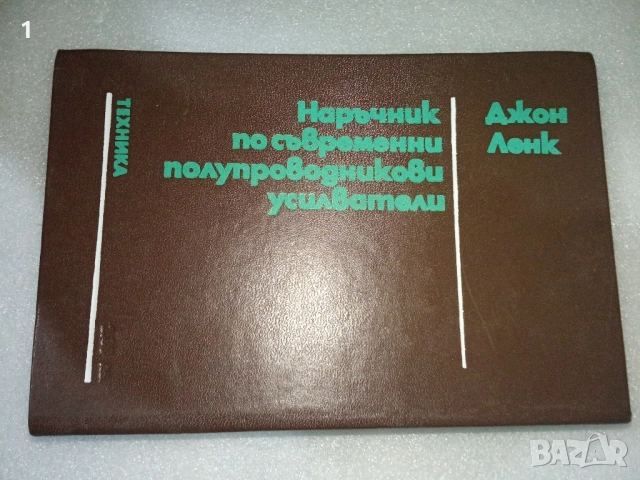 1
ТЕХНИКА
Наръчник
по съвременни
полупроводникови
усилватели
Джон
Ленк
BAZAR